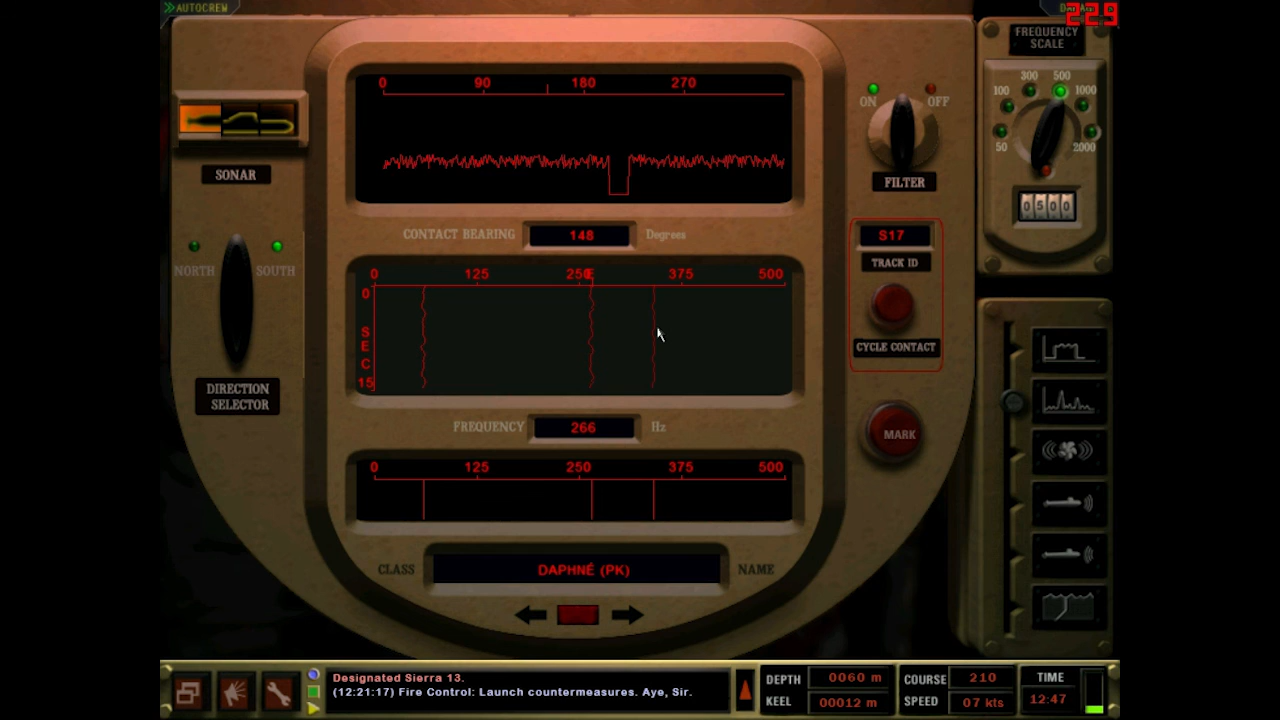 AUTOCREW
229
FREQUENCY
SCALE
0 90 180 270
ON OFF
FILTER
100 300 500 1000
50 2000
0500
SONAR
CONTACT BEARING 148 Degrees
S17
TRACK ID
NORTH SOUTH
0 125 250 375 500
0
SEC
15
CYCLE CONTACT
DIRECTION
SELECTOR
FREQUENCY 266 Hz
MARK
0 125 250 375 500
CLASS DAPHNÉ (PK) NAME
Designated Sierra 13.
(12:21:17) Fire Control: Launch countermeasures. Aye, Sir.
DEPTH 0060 m
KEEL 00012 m
COURSE 210
SPEED 07 kts
TIME
12:47